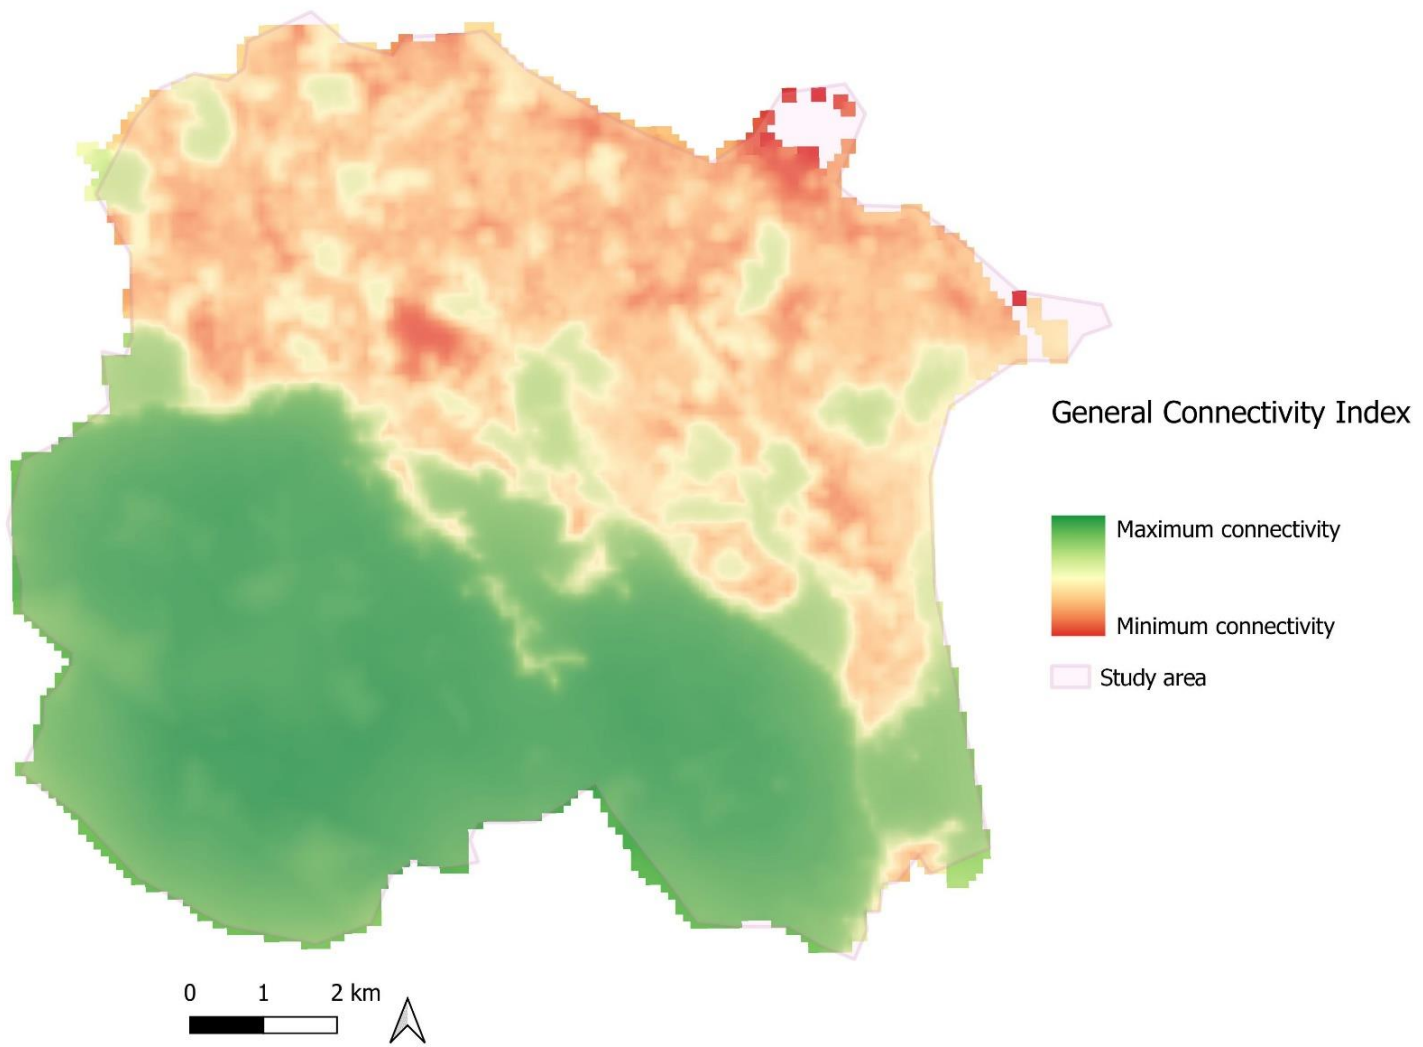 General Connectivity Index
Maximum connectivity
Minimum connectivity
Study area
0 1 2 km